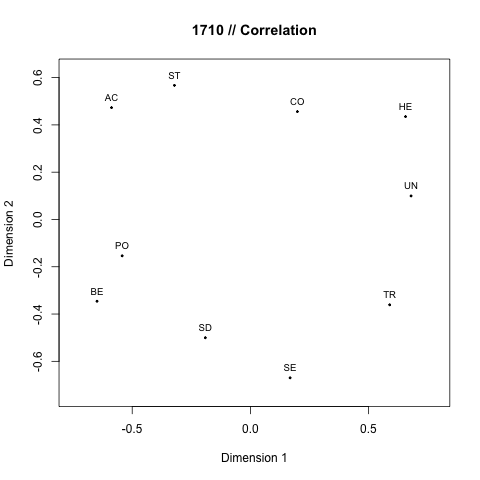 1710 // Correlation
ST
AC
CO
HE
UN
PO
BE
TR
SD
SE
0.6
0.4
0.2
0.0
-0.2
-0.4
-0.6
Dimension 2
-0.5
0.0
0.5
Dimension 1